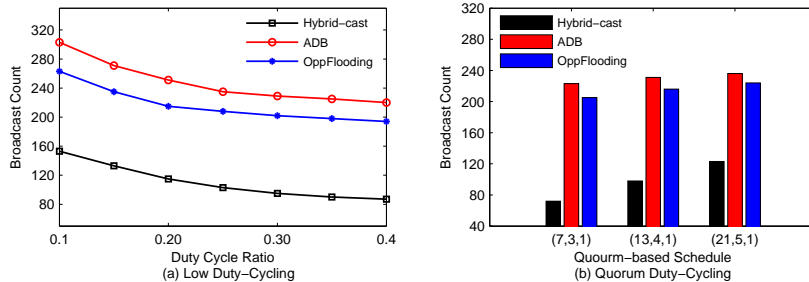 320
280
240
200
160
120
80
Broadcast Count
Hybrid-cast
ADB
OppFlooding
0.1
0.20
0.30
0.4
Duty Cycle Ratio
(a) Low Duty-Cycling
320
280
240
200
160
120
80
40
Broadcast Count
Hybrid-cast
ADB
OppFlooding
(7,3,1)
(13,4,1)
(21,5,1)
Quourm-based Schedule
(b) Quorum Duty-Cycling